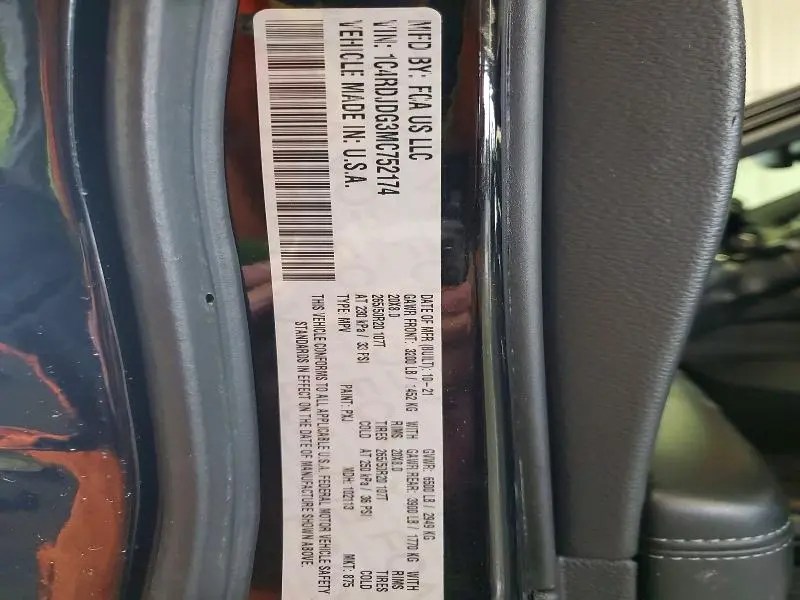 MFD BY: FCA US LLC
VIN: 1C4RDJDG3MC752174
VEHICLE MADE IN: U.S.A.
DATE OF MFR (BUILT): 10-21 GVWR: 6500 LB / 2949 KG
GAWR FRONT: 3200 LB / 1452 KG WITH GAWR REAR: 3900 LB / 1770 KG WITH
20X8.0 RIMS 20X8.0 RIMS
265/50R20 107T TIRES 265/50R20 107T TIRES
AT 230 kPa / 33 PSI COLD AT 250 kPa / 36 PSI COLD
TYPE: MPV PAINT: PXJ MDH: 102113 MKT: 875
THIS VEHICLE CONFORMS TO ALL APPLICABLE U.S.A. FEDERAL MOTOR VEHICLE SAFETY
STANDARDS IN EFFECT ON THE DATE OF MANUFACTURE SHOWN ABOVE.